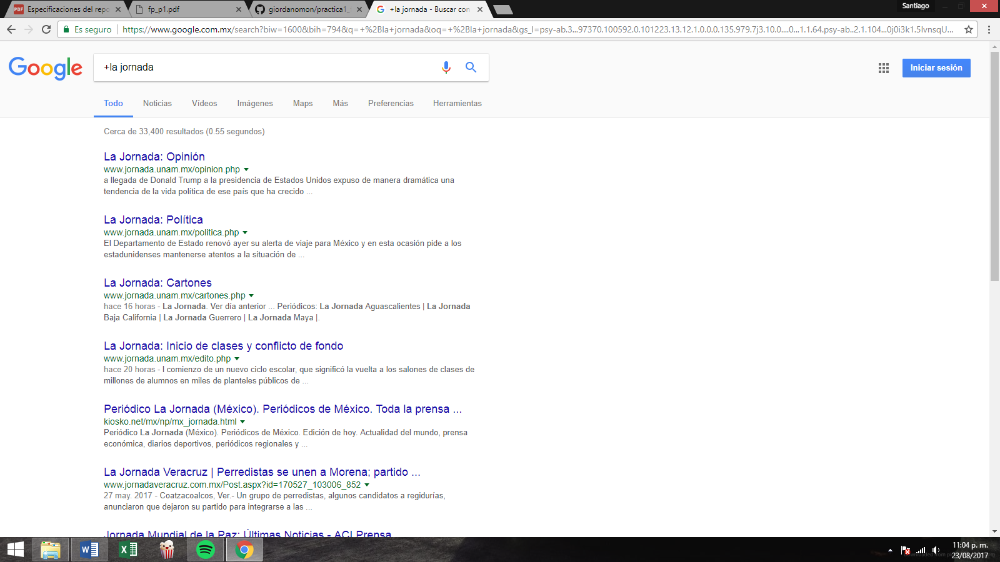 Especificaciones del repo
fp_p1.pdf
giordanomon/practica1_
+la jornada - Buscar con
Santiago
Es seguro
https://www.google.com.mx/search?biw=1600&bih=794&q=+%2Bla+jornada&oq=+%2Bla+jornada&gs_l=psy-ab.3...97370.100592.0.101223.13.12.1.0.0.0.135.979.7j3.10.0....0...1.1.64.psy-ab..2.1.104...0j0i3k1.5IvnsqU...
Google
+la jornada
Iniciar sesión
Todo Noticias Vídeos Imágenes Maps Más Preferencias Herramientas
Cerca de 33,400 resultados (0.55 segundos)
La Jornada: Opinión
www.jornada.unam.mx/opinion.php
a llegada de Donald Trump a la presidencia de Estados Unidos expuso de manera dramática una
tendencia de la vida política de ese país que ha crecido ...
La Jornada: Política
www.jornada.unam.mx/politica.php
El Departamento de Estado renovó ayer su alerta de viaje para México y en esta ocasión pide a los
estadunidenses mantenerse atentos a la situación de ...
La Jornada: Cartones
www.jornada.unam.mx/cartones.php
hace 16 horas - La Jornada. Ver día anterior ... Periódicos: La Jornada Aguascalientes | La Jornada
Baja California | La Jornada Guerrero | La Jornada Maya |.
La Jornada: Inicio de clases y conflicto de fondo
www.jornada.unam.mx/edito.php
hace 20 horas - l comienzo de un nuevo ciclo escolar, que significó la vuelta a los salones de clases de
millones de alumnos en miles de planteles públicos de ...
Periódico La Jornada (México). Periódicos de México. Toda la prensa ...
kiosko.net/mx/np/mx_jornada.html
Periódico La Jornada (México). Periódicos de México. Edición de hoy. Actualidad del mundo, prensa
económica, diarios deportivos, periódicos regionales y ...
La Jornada Veracruz | Perredistas se unen a Morena; partido ...
www.jornadaveracruz.com.mx/Post.aspx?id=170527_103006_852
27 may. 2017 - Coatzacoalcos, Ver.- Un grupo de perredistas, algunos candidatos a regidurías,
anunciaron que dejaron su partido para integrarse a las ...
Jornada Mundial de la Paz: Últimas Noticias - ACI Prensa
11:04 p. m.
23/08/2017